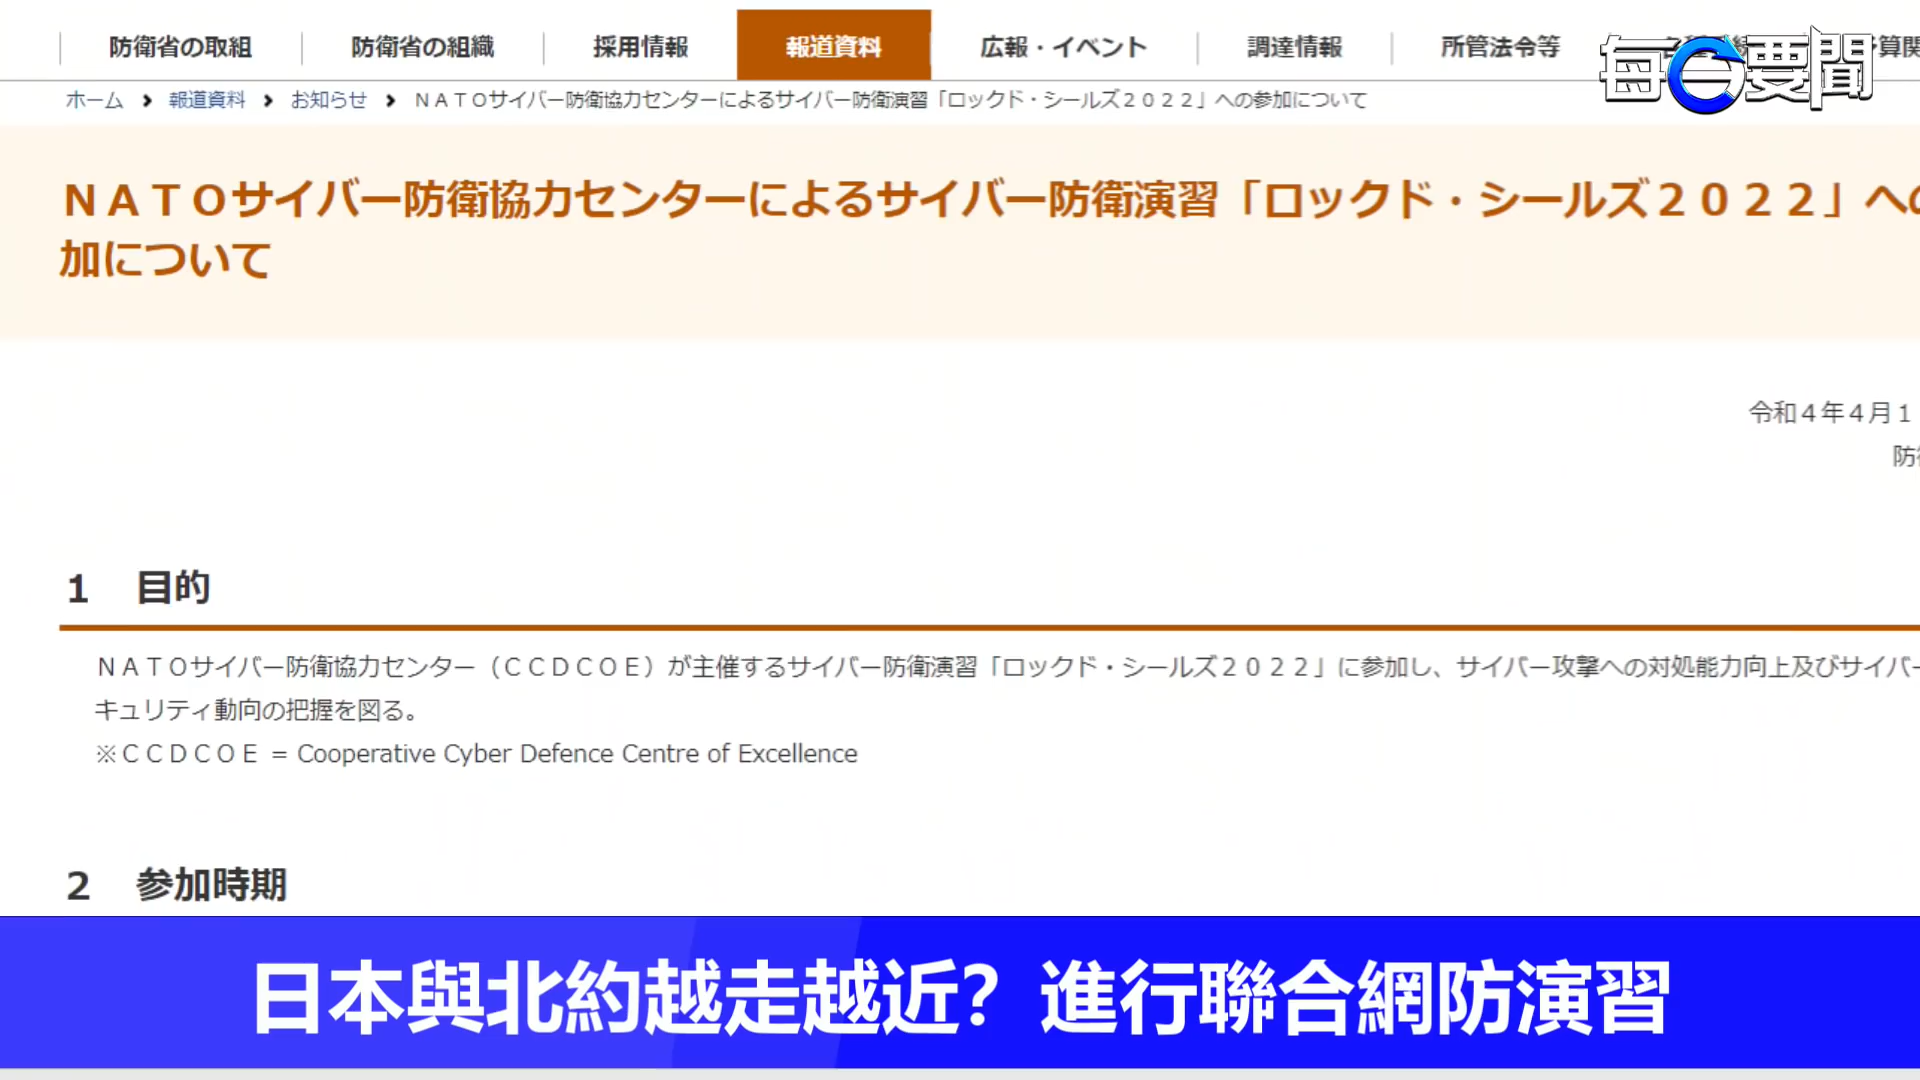 防衛省の取組 防衛省の組織 採用情報 報道資料 広報・イベント 調達情報 所管法令等
每日要聞
ホーム › 報道資料 › お知らせ › ＮＡＴＯサイバー防衛協力センターによるサイバー防衛演習「ロックド・シールズ２０２２」への参加について
ＮＡＴＯサイバー防衛協力センターによるサイバー防衛演習「ロックド・シールズ２０２２」への
加について
令和４年４月１
防衛
1 目的
ＮＡＴＯサイバー防衛協力センター（ＣＣＤＣＯＥ）が主催するサイバー防衛演習「ロックド・シールズ２０２２」に参加し、サイバー攻撃への対処能力向上及びサイバー
キュリティ動向の把握を図る。
※ＣＣＤＣＯＥ = Cooperative Cyber Defence Centre of Excellence
2 参加時期
日本與北約越走越近？進行聯合網防演習